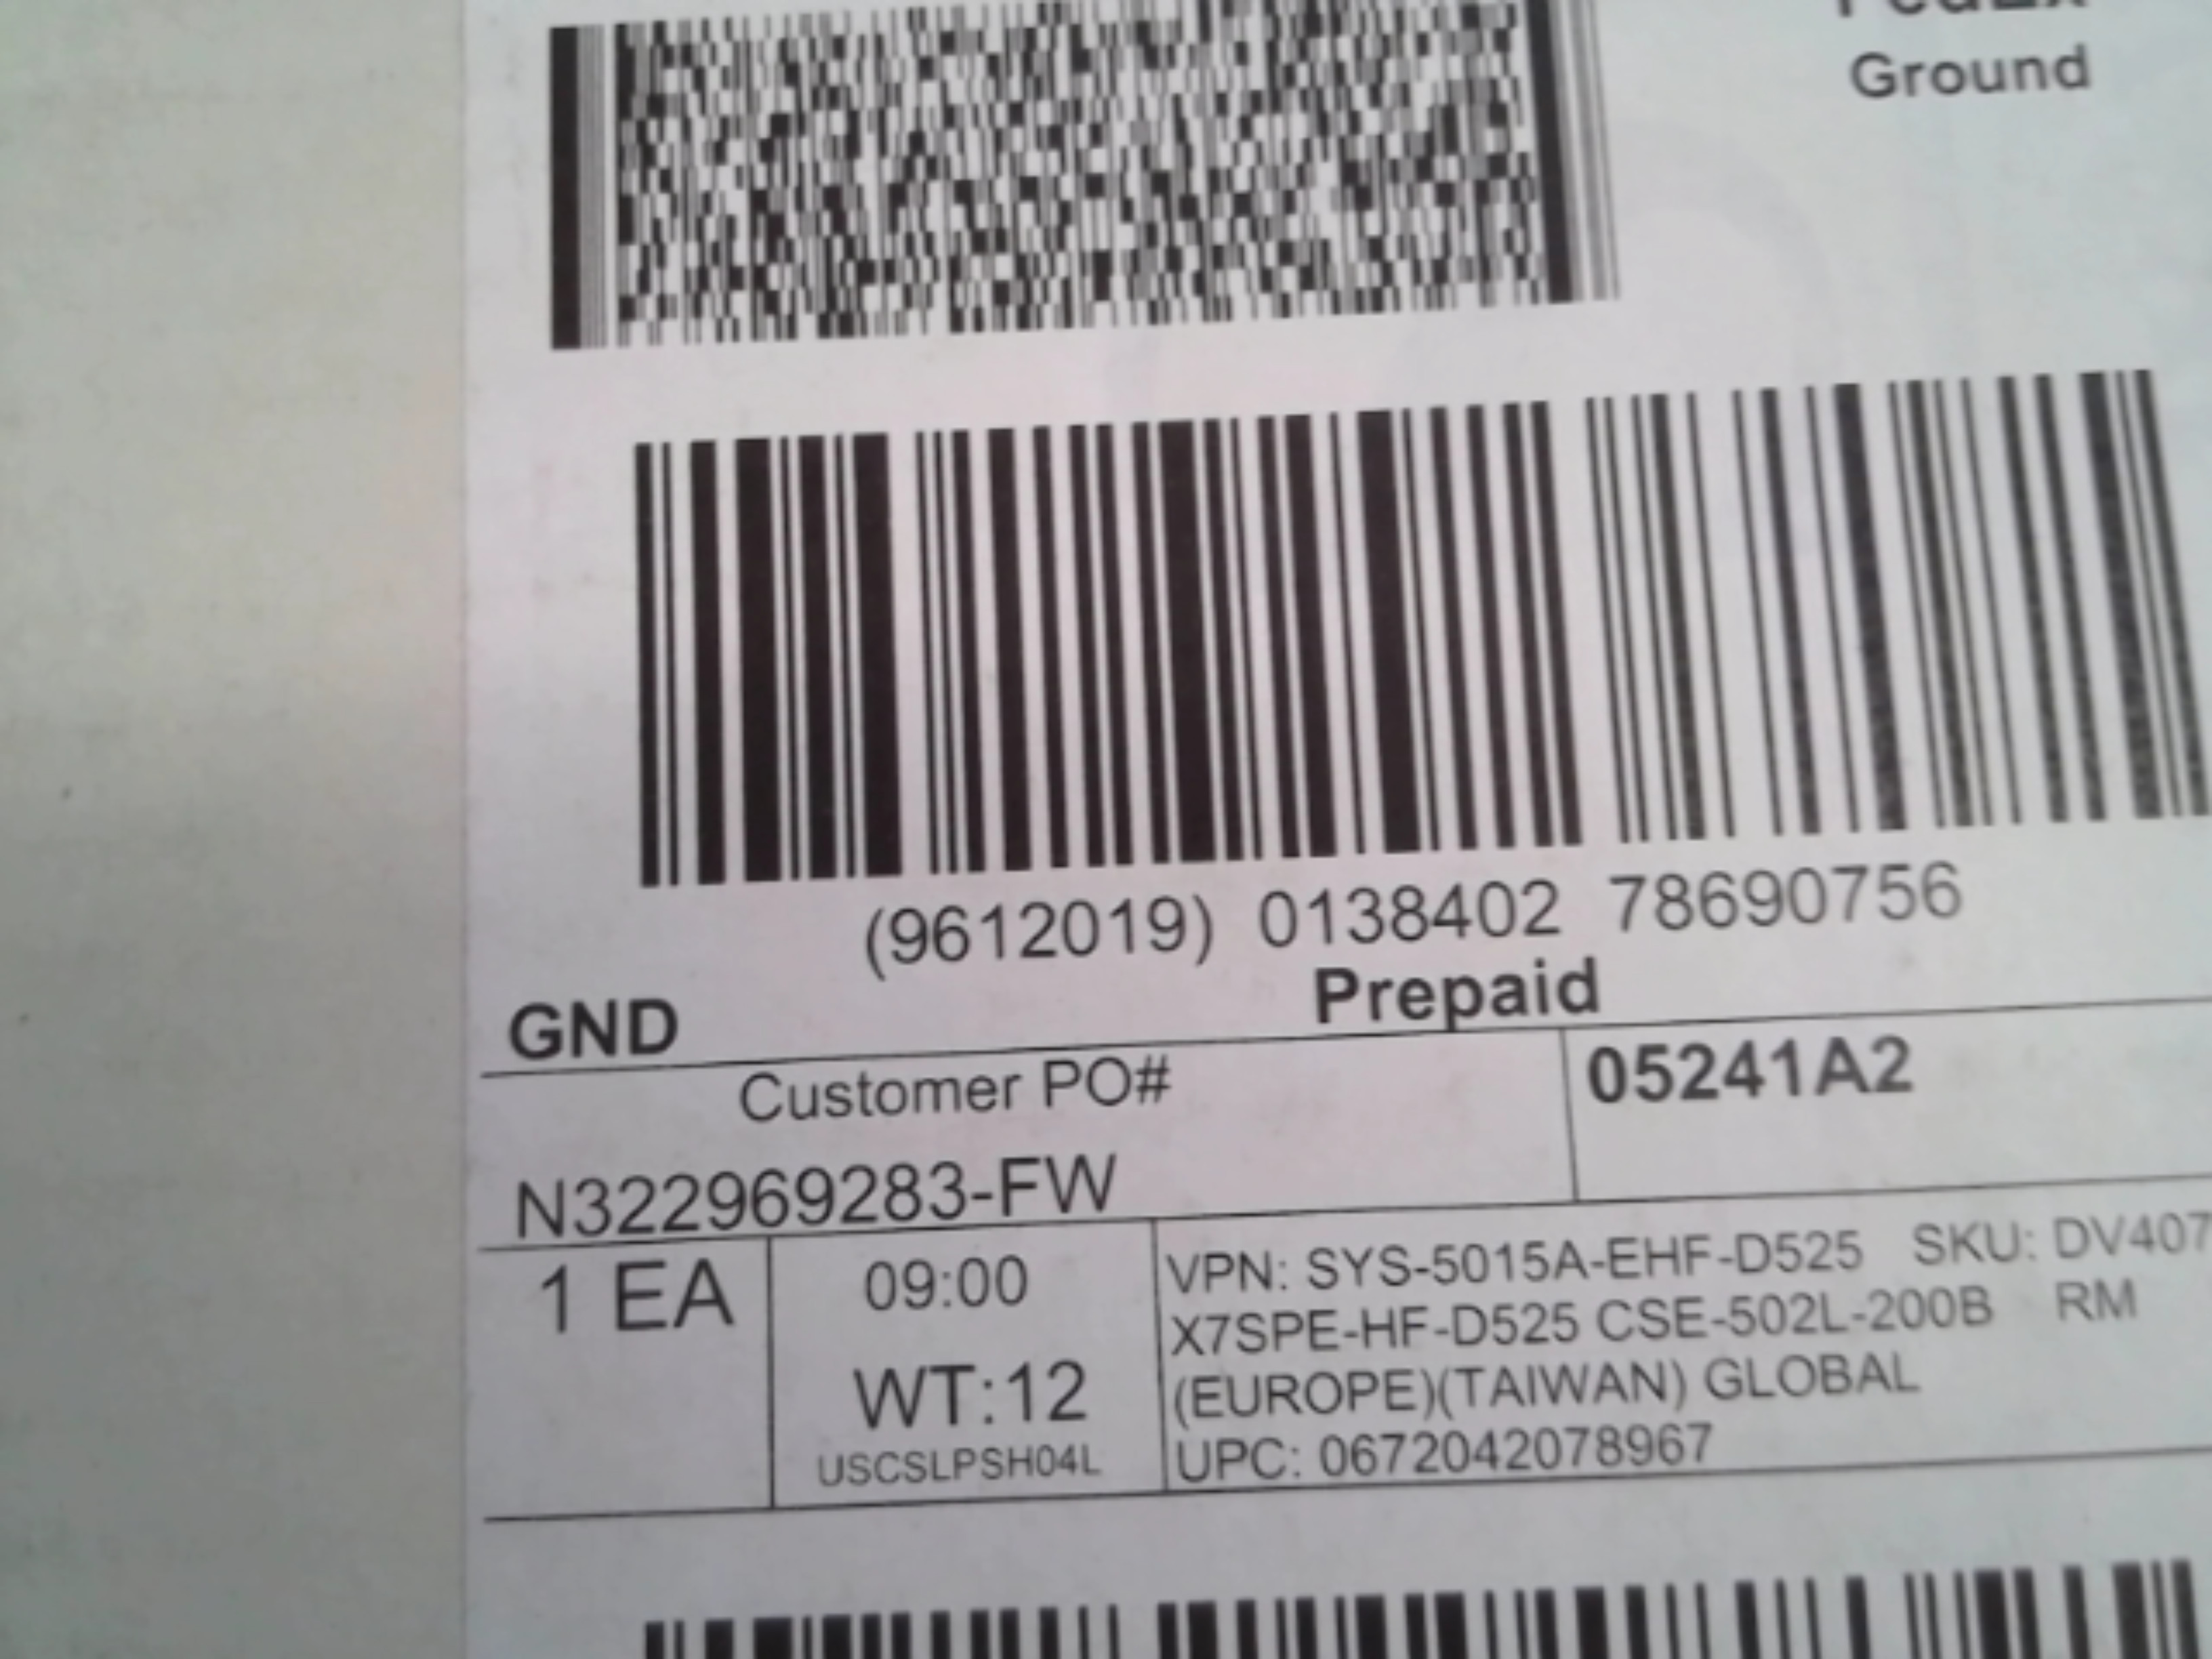 FedEx
Ground
(9612019) 0138402 78690756
GND Prepaid
Customer PO# 05241A2
N322969283-FW
1 EA
09:00
WT:12
USCSLPSH04L
VPN: SYS-5015A-EHF-D525 SKU: DV407
X7SPE-HF-D525 CSE-502L-200B RM
(EUROPE)(TAIWAN) GLOBAL
UPC: 0672042078967